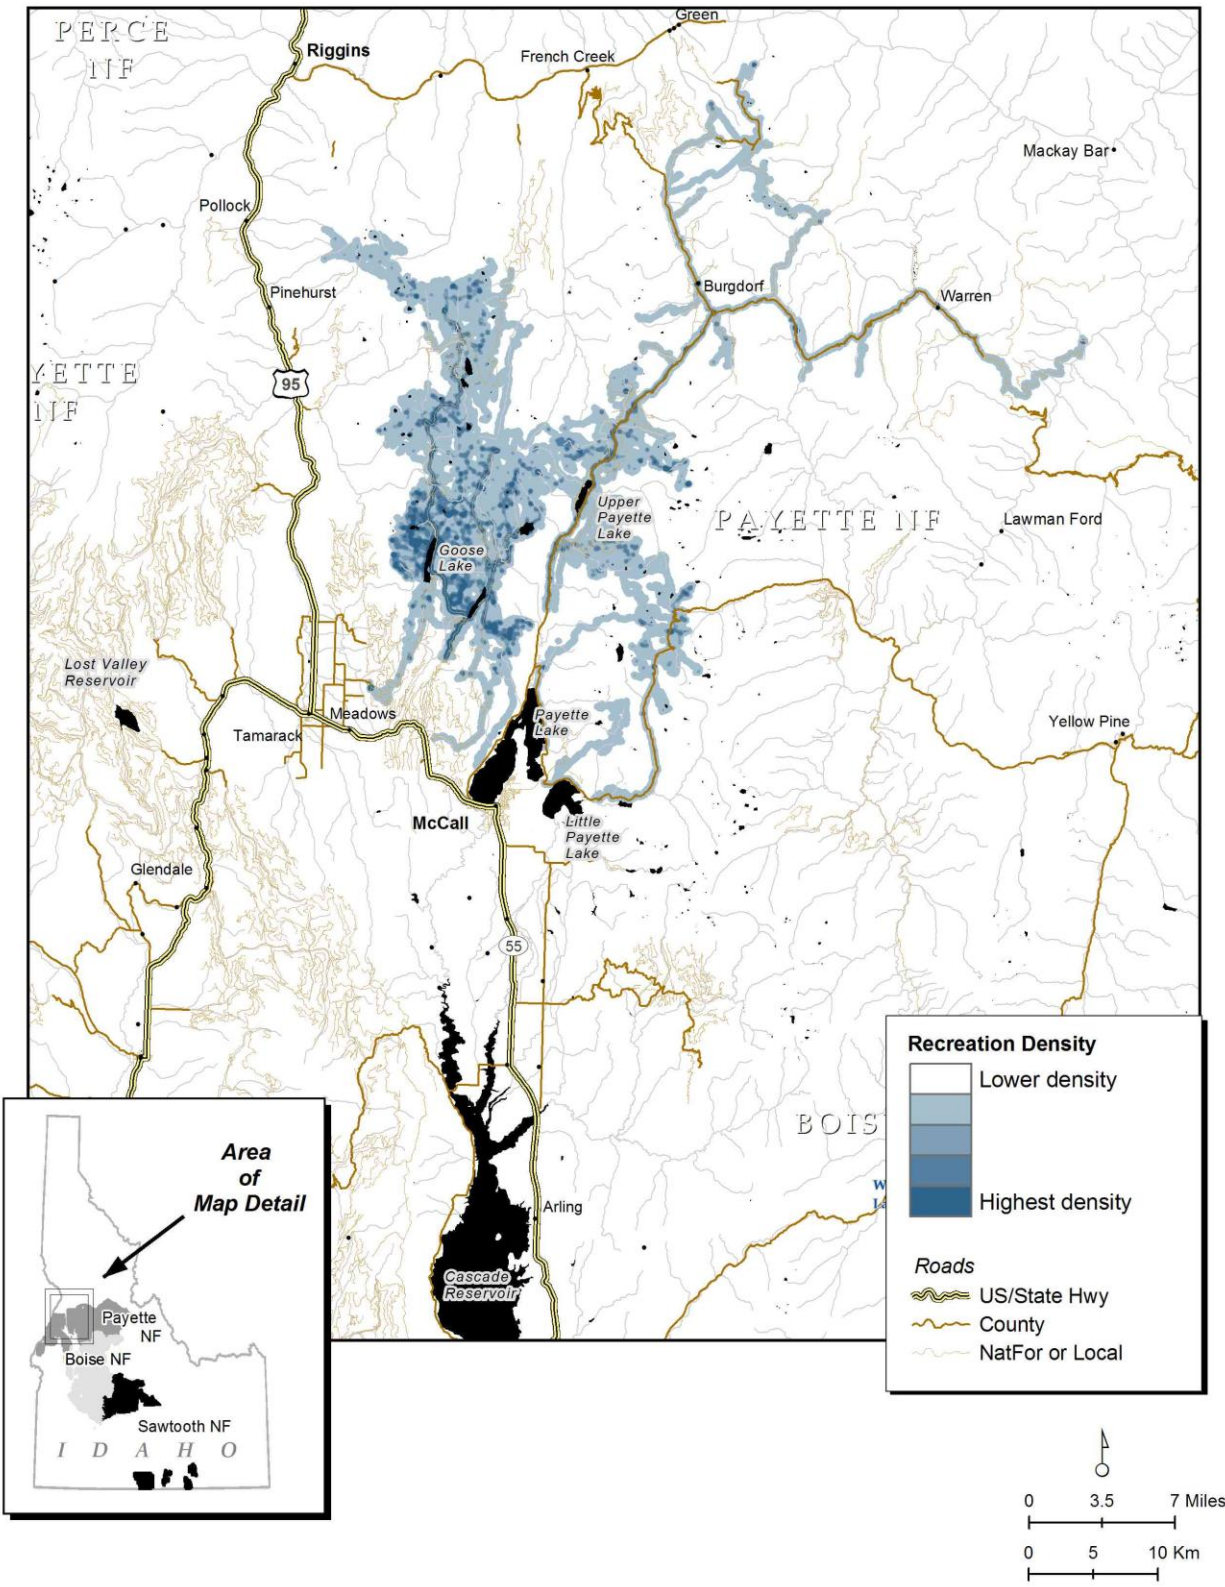 PERCE
NF
Riggins
Green
French Creek
Mackay Bar
Pollock
Pinehurst
Burgdorf
Warren
YETTE
NF
95
Upper
Payette
Lake
PAYETTE NF
Lawman Ford
Goose
Lake
Lost Valley
Reservoir
Meadows
Tamarack
Payette
Lake
Yellow Pine
McCall
Little
Payette
Lake
Glendale
55
BOIS
W
Arling
Cascade
Reservoir
Recreation Density
Lower density
Highest density
Roads
US/State Hwy
County
NatFor or Local
Area
of
Map Detail
Payette
NF
Boise NF
Sawtooth NF
I D A H O
0 3.5 7 Miles
0 5 10 Km